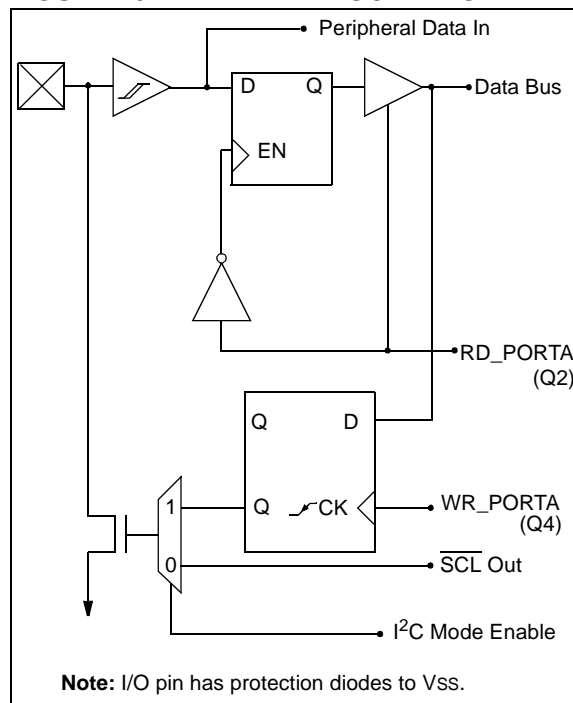 Peripheral Data In
D Q
Data Bus
EN
RD_PORTA
(Q2)
Q D
1
Q CK
WR_PORTA
(Q4)
0
SCL Out
I²C Mode Enable
Note: I/O pin has protection diodes to VSS.